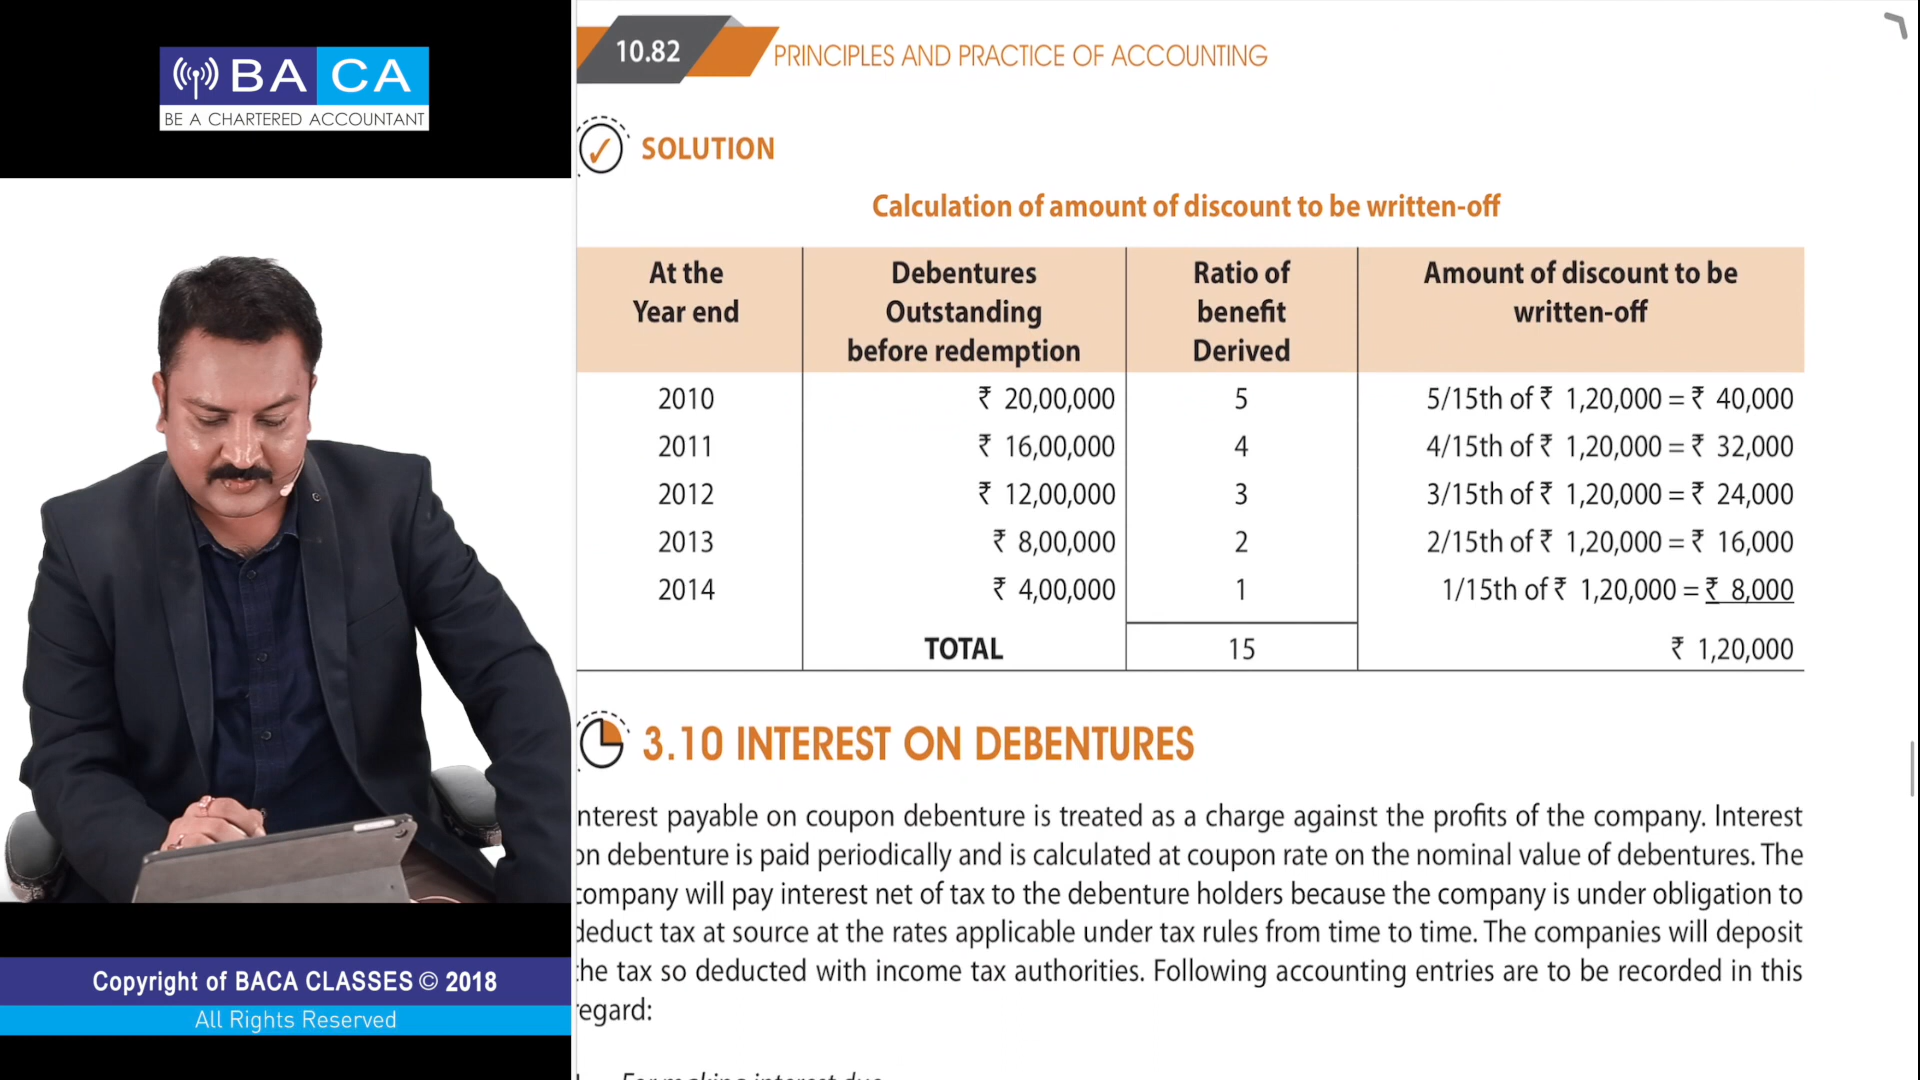 BA CA
BE A CHARTERED ACCOUNTANT
10.82 PRINCIPLES AND PRACTICE OF ACCOUNTING
SOLUTION
Calculation of amount of discount to be written-off
At the Year end | Debentures Outstanding before redemption | Ratio of benefit Derived | Amount of discount to be written-off
2010 ₹ 20,00,000 5 5/15th of ₹ 1,20,000 = ₹ 40,000
2011 ₹ 16,00,000 4 4/15th of ₹ 1,20,000 = ₹ 32,000
2012 ₹ 12,00,000 3 3/15th of ₹ 1,20,000 = ₹ 24,000
2013 ₹ 8,00,000 2 2/15th of ₹ 1,20,000 = ₹ 16,000
2014 ₹ 4,00,000 1 1/15th of ₹ 1,20,000 = ₹ 8,000
TOTAL 15 ₹ 1,20,000
3.10 INTEREST ON DEBENTURES
nterest payable on coupon debenture is treated as a charge against the profits of the company. Interest
on debenture is paid periodically and is calculated at coupon rate on the nominal value of debentures. The
company will pay interest net of tax to the debenture holders because the company is under obligation to
deduct tax at source at the rates applicable under tax rules from time to time. The companies will deposit
the tax so deducted with income tax authorities. Following accounting entries are to be recorded in this
regard:
For making interest due
Copyright of BACA CLASSES © 2018
All Rights Reserved